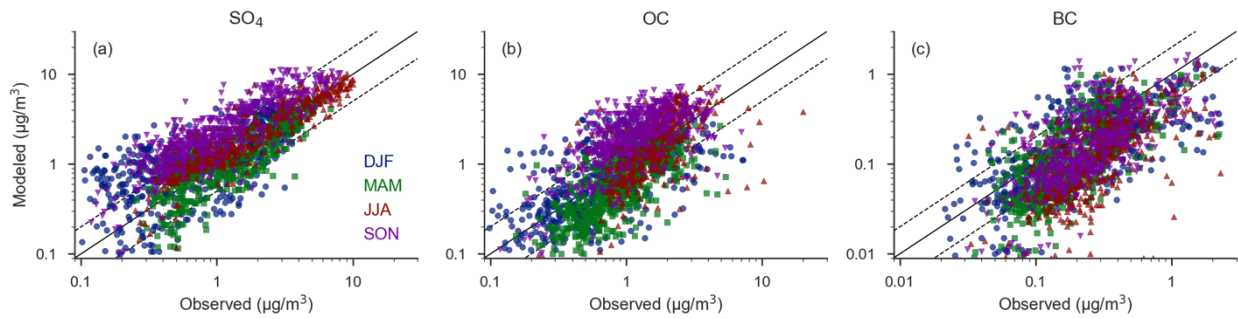 SO₄
OC
BC
(a)
(b)
(c)
Modeled (μg/m³)
10
1
0.1
10
1
0.1
1
0.1
0.01
DJF
MAM
JJA
SON
0.1 1 10
0.1 1 10
0.01 0.1 1
Observed (μg/m³)
Observed (μg/m³)
Observed (μg/m³)